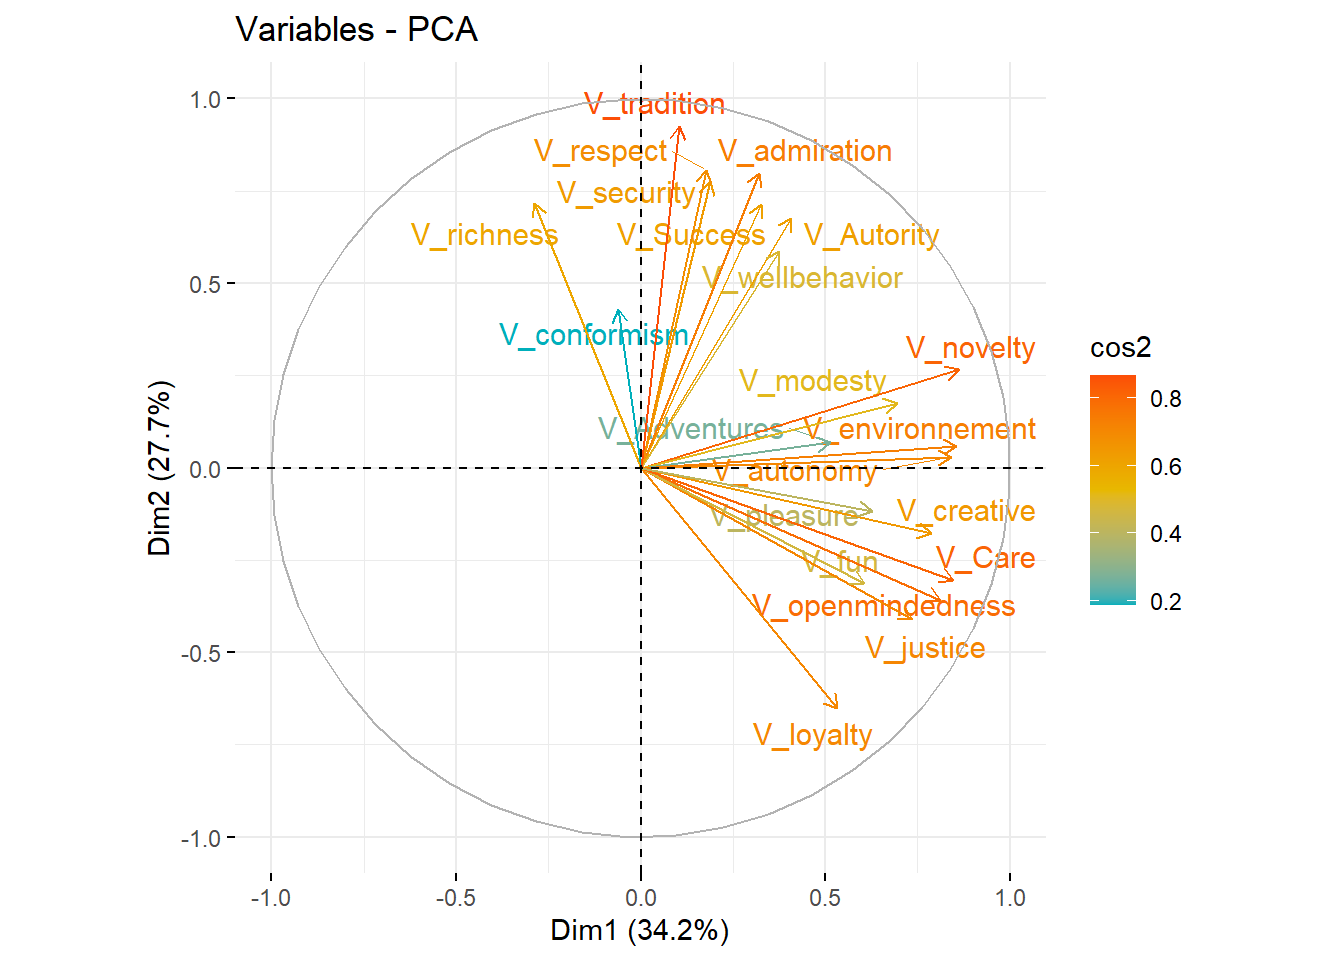 Variables - PCA
1.0
0.5
0.0
-0.5
-1.0
Dim2 (27.7%)
V_tradition
V_respect
V_admiration
V_security
V_richness
V_Success
V_Autority
V_wellbehavior
V_conformism
V_novelty
V_modesty
V_Adventures
V_environnement
V_autonomy
V_pleasure
V_creative
V_fun
V_Care
V_openmindedness
V_justice
V_loyalty
-1.0
-0.5
0.0
0.5
1.0
Dim1 (34.2%)
cos2
0.8
0.6
0.4
0.2